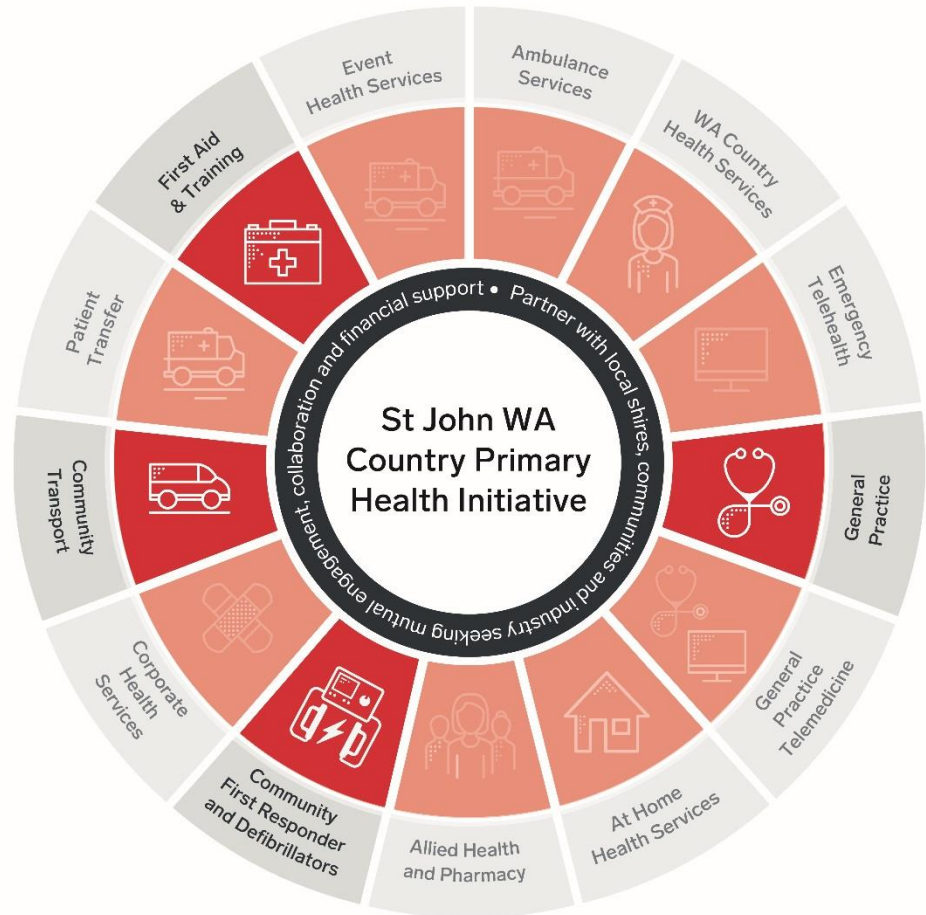 St John WA
Country Primary
Health Initiative
Partner with local shires, communities and industry seeking mutual engagement, collaboration and financial support •
Ambulance
Services
WA Country
Health Services
Emergency
Telehealth
General
Practice
General
Practice
Telemedicine
At Home
Health Services
Allied Health
and Pharmacy
Community
First Responder
and Defibrillators
Corporate
Health
Services
Community
Transport
Patient
Transfer
First Aid
& Training
Event
Health Services